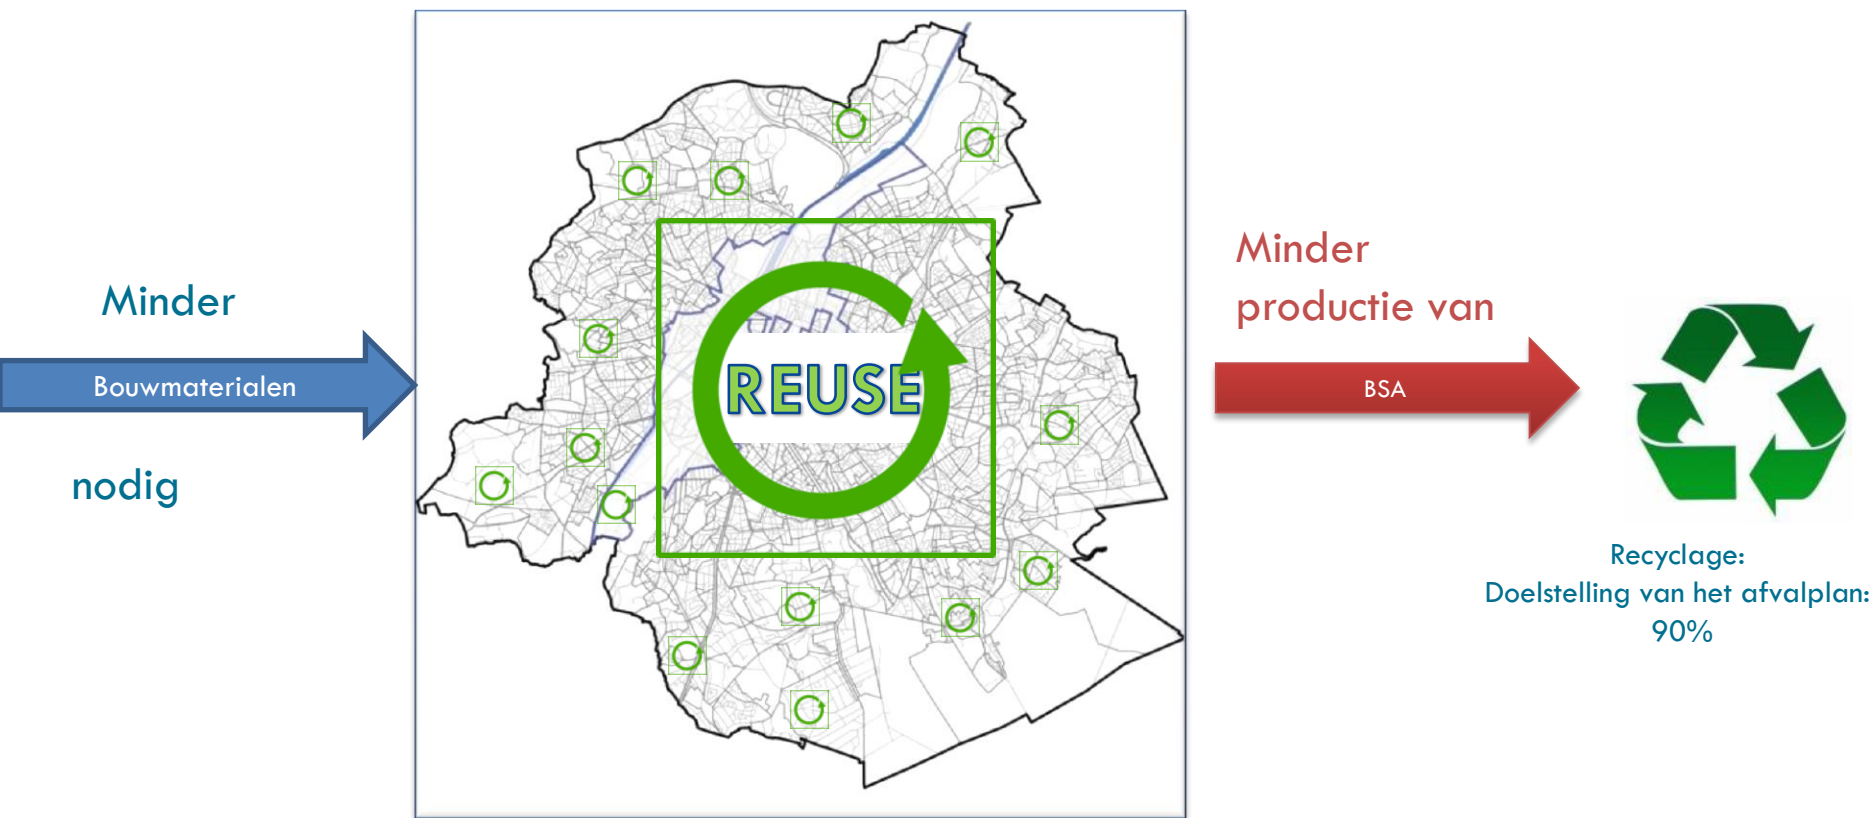 Minder
Bouwmaterialen
nodig
REUSE
Minder
productie van
BSA
Recyclage:
Doelstelling van het afvalplan:
90%